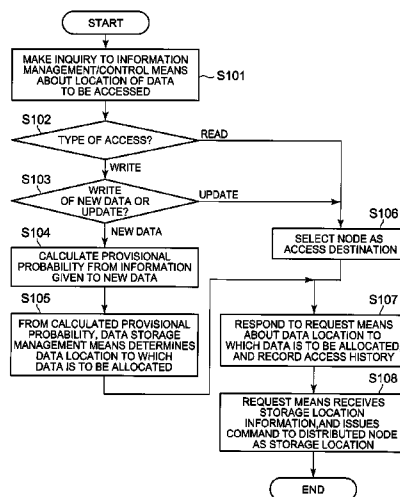 START
MAKE INQUIRY TO INFORMATION
MANAGEMENT/CONTROL MEANS
ABOUT LOCATION OF DATA
TO BE ACCESSED
S101
S102
TYPE OF ACCESS?
READ
WRITE
S103
WRITE
OF NEW DATA OR
UPDATE?
UPDATE
NEW DATA
S106
SELECT NODE AS
ACCESS DESTINATION
S104
CALCULATE PROVISIONAL
PROBABILITY FROM INFORMATION
GIVEN TO NEW DATA
S105
FROM CALCULATED PROVISIONAL
PROBABILITY, DATA STORAGE
MANAGEMENT MEANS DETERMINES
DATA LOCATION TO WHICH
DATA IS TO BE ALLOCATED
S107
RESPOND TO REQUEST MEANS
ABOUT DATA LOCATION TO
WHICH DATA IS TO BE ALLOCATED
AND RECORD ACCESS HISTORY
S108
REQUEST MEANS RECEIVES
STORAGE LOCATION
INFORMATION,AND ISSUES
COMMAND TO DISTRIBUTED NODE
AS STORAGE LOCATION
END